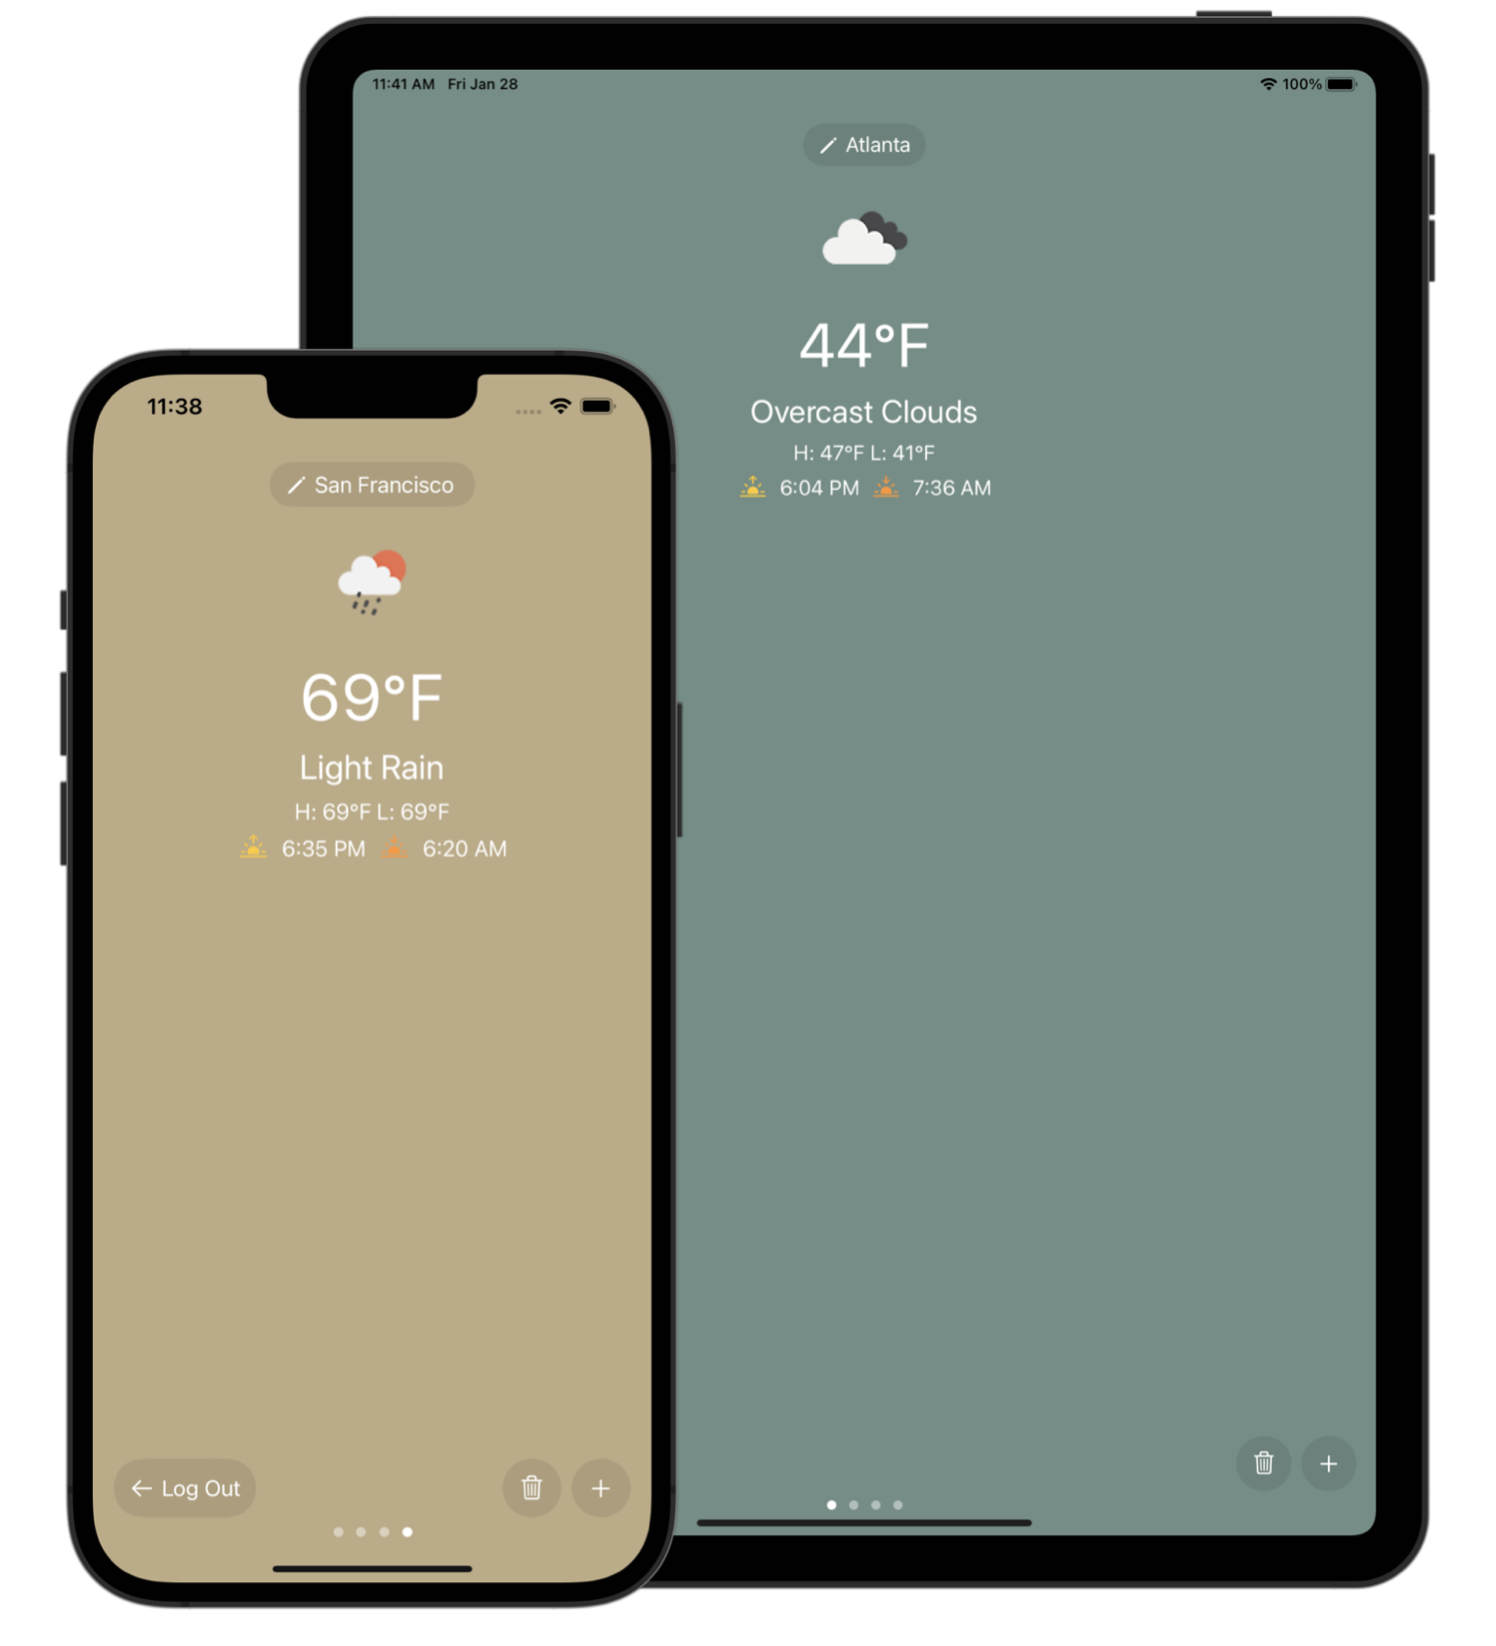 11:41 AM Fri Jan 28
100%
Atlanta
44°F
Overcast Clouds
H: 47°F L: 41°F
6:04 PM 7:36 AM
11:38
San Francisco
69°F
Light Rain
H: 69°F L: 69°F
6:35 PM 6:20 AM
Log Out